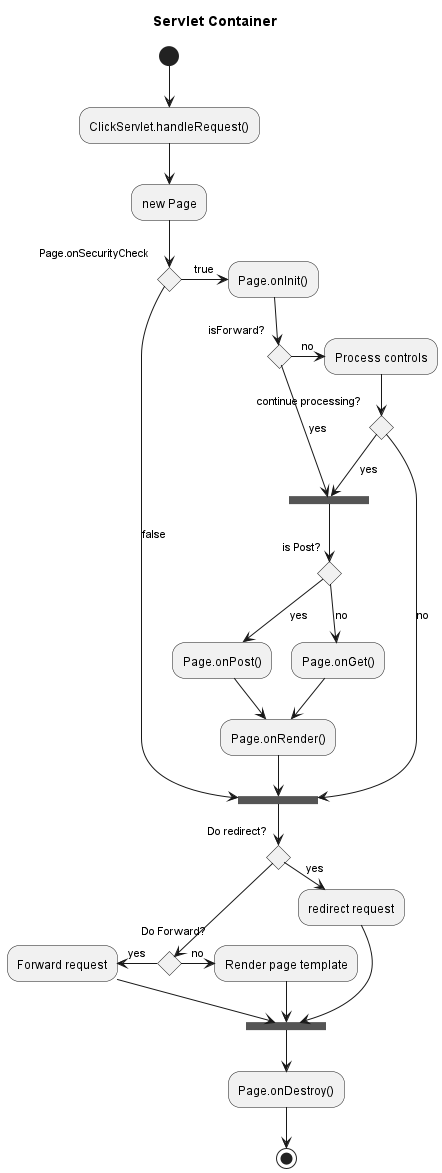 Servlet Container
ClickServlet.handleRequest()
new Page
Page.onSecurityCheck
true
Page.onInit()
isForward?
no
Process controls
continue processing?
yes
yes
false
is Post?
yes
no
no
Page.onPost()
Page.onGet()
Page.onRender()
Do redirect?
yes
redirect request
Do Forward?
yes
no
Forward request
Render page template
Page.onDestroy()